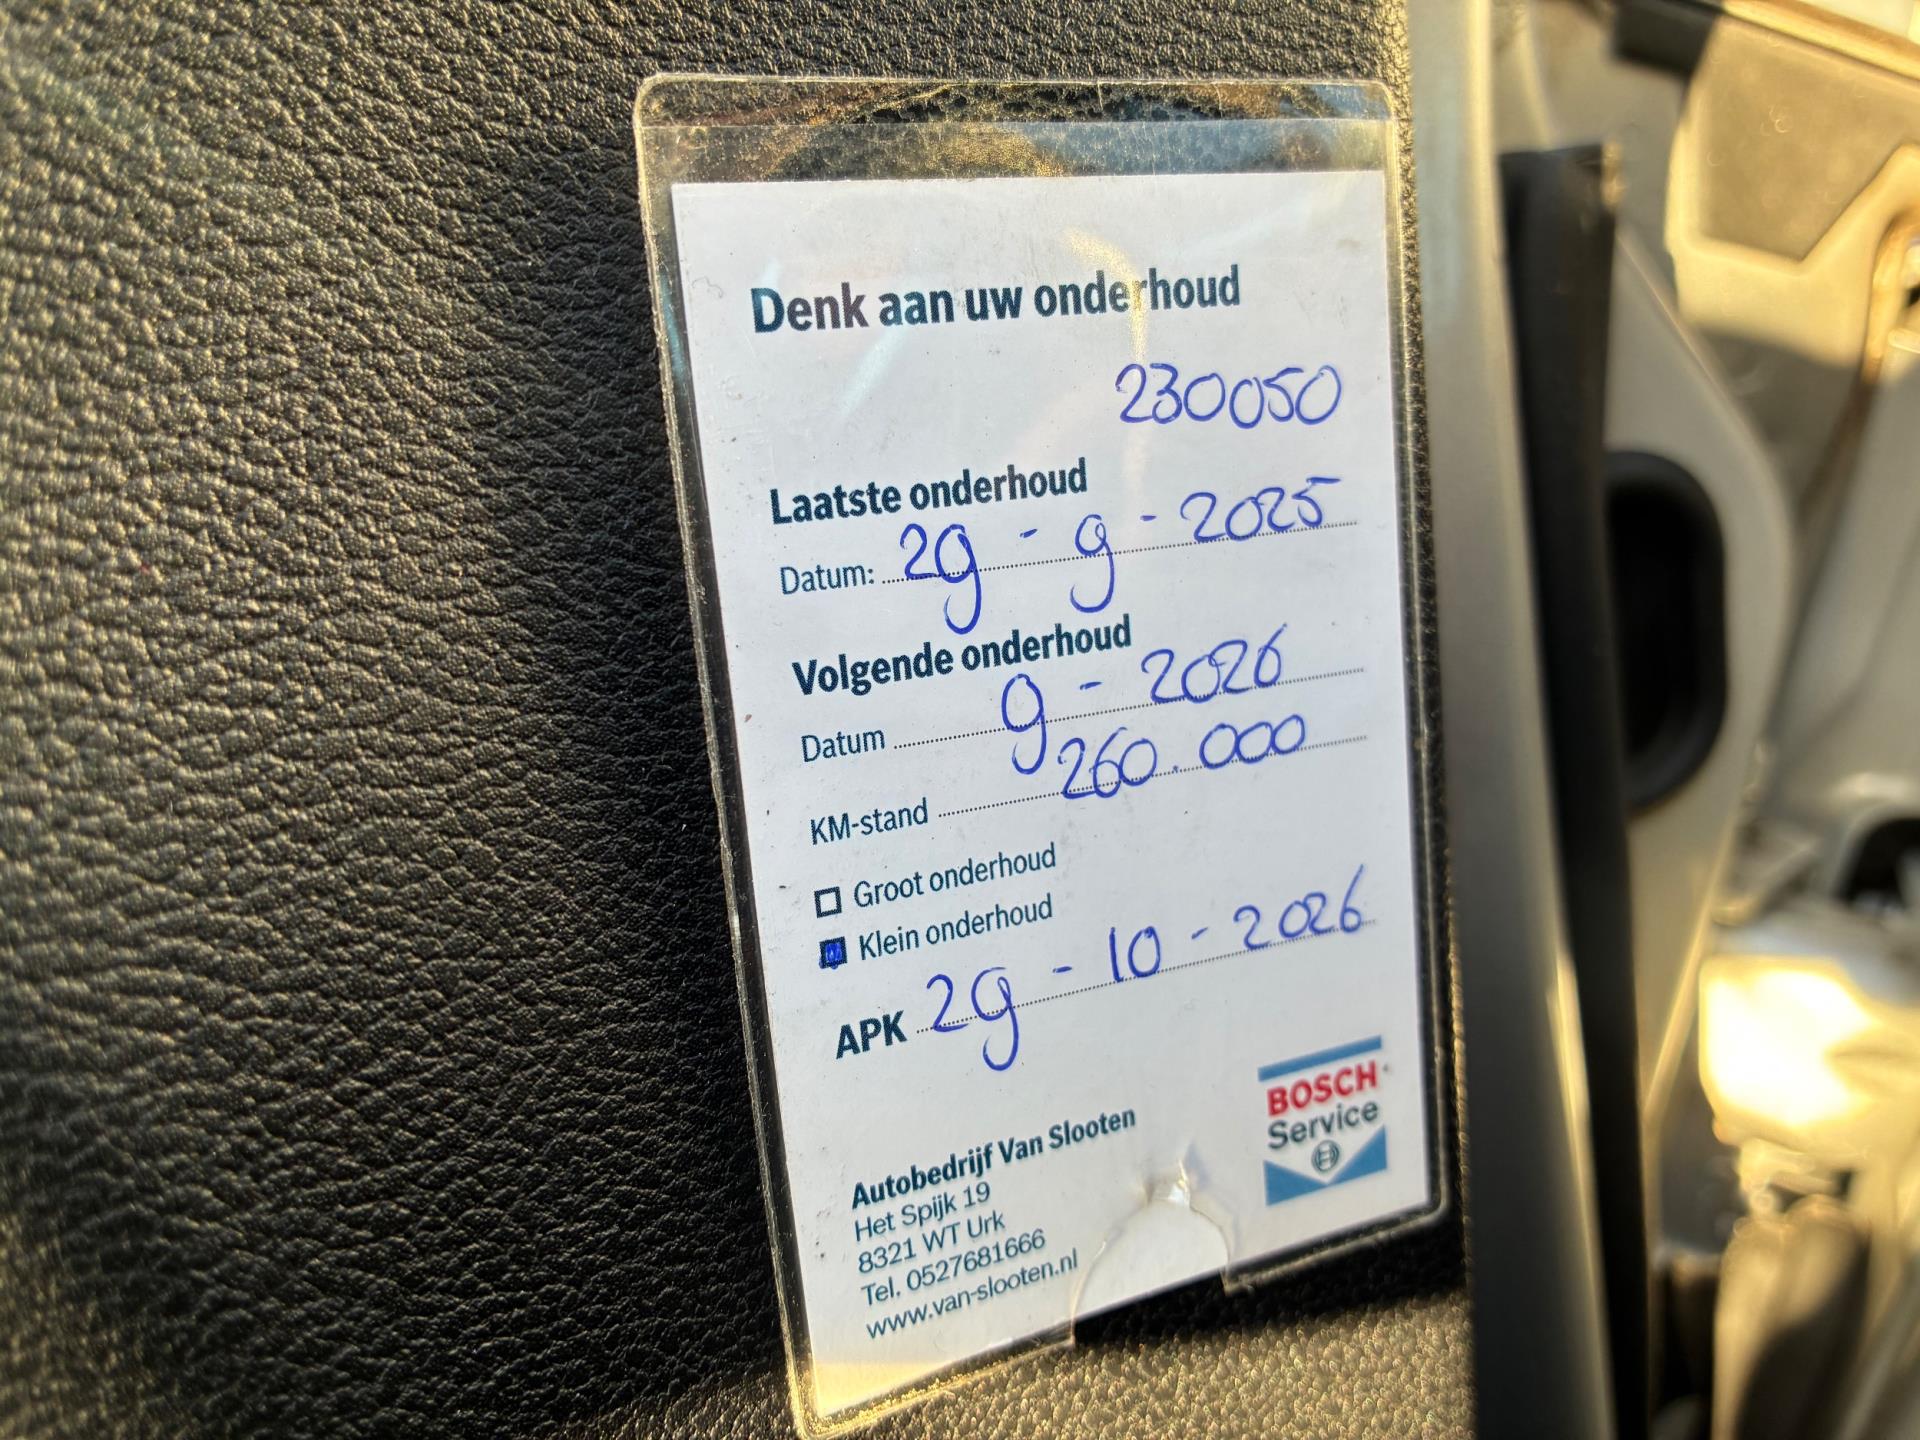 Denk aan uw onderhoud
230050
Laatste onderhoud
Datum: 29 - 9 - 2025
Volgende onderhoud
Datum 9 - 2026
KM-stand 260.000
Groot onderhoud
Klein onderhoud
APK 29 - 10 - 2026
Autobedrijf Van Slooten
Het Spijk 19
8321 WT Urk
Tel. 0527681666
www.van-slooten.nl
BOSCH
Service